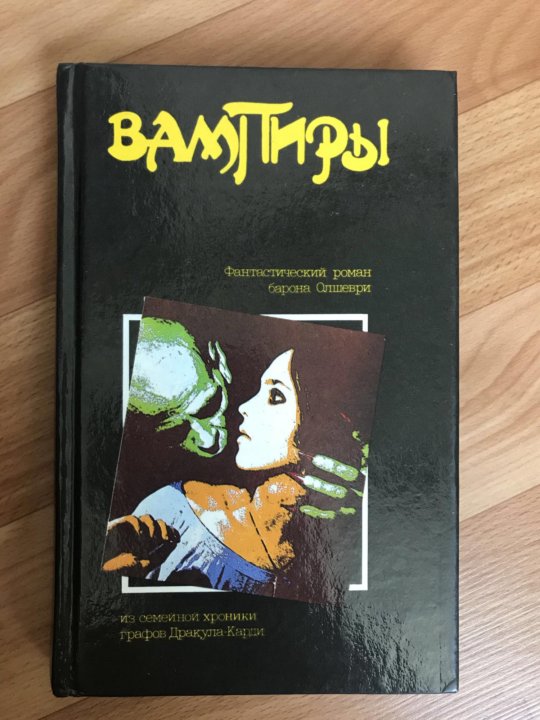 ВАМПИРЫ
Фантастический роман
барона Олшеври
из семейной хроники
графов Дракула-Карди